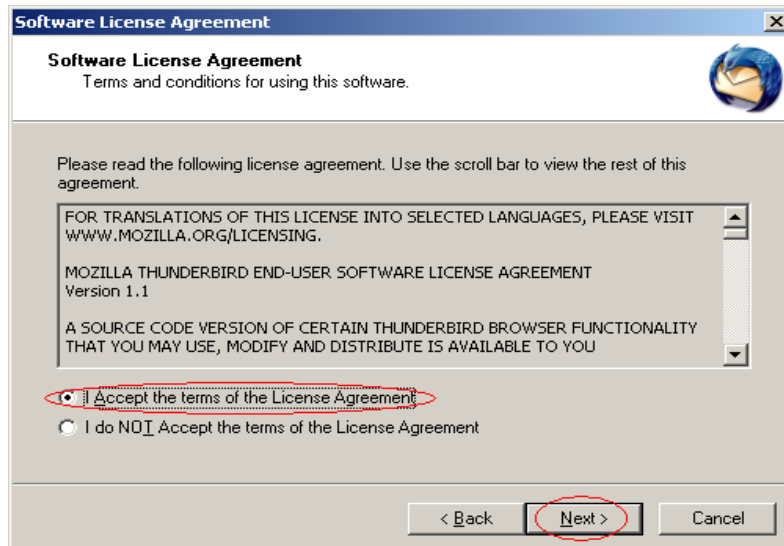 Software License Agreement
Software License Agreement
Terms and conditions for using this software.
Please read the following license agreement. Use the scroll bar to view the rest of this
agreement.
FOR TRANSLATIONS OF THIS LICENSE INTO SELECTED LANGUAGES, PLEASE VISIT
WWW.MOZILLA.ORG/LICENSING.
MOZILLA THUNDERBIRD END-USER SOFTWARE LICENSE AGREEMENT
Version 1.1
A SOURCE CODE VERSION OF CERTAIN THUNDERBIRD BROWSER FUNCTIONALITY
THAT YOU MAY USE, MODIFY AND DISTRIBUTE IS AVAILABLE TO YOU
I Accept the terms of the License Agreement
I do NOT Accept the terms of the License Agreement
< Back Next > Cancel